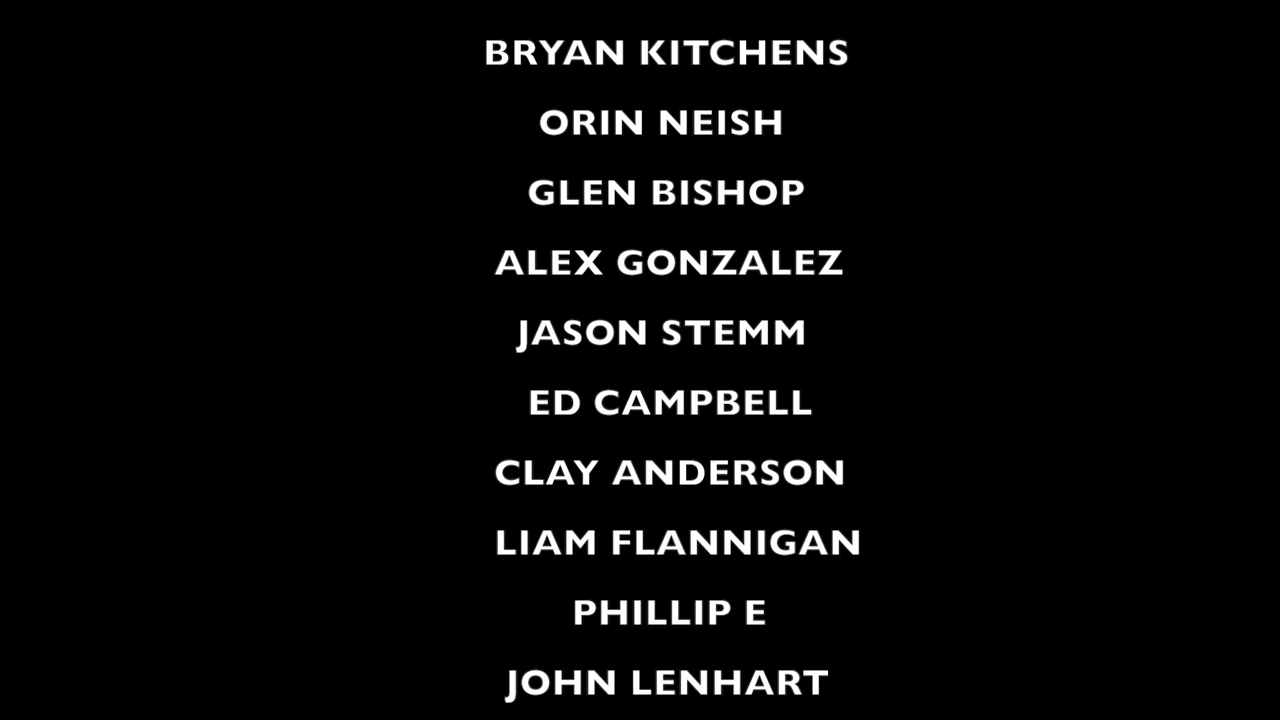 BRYAN KITCHENS
ORIN NEISH
GLEN BISHOP
ALEX GONZALEZ
JASON STEMM
ED CAMPBELL
CLAY ANDERSON
LIAM FLANNIGAN
PHILLIP E
JOHN LENHART